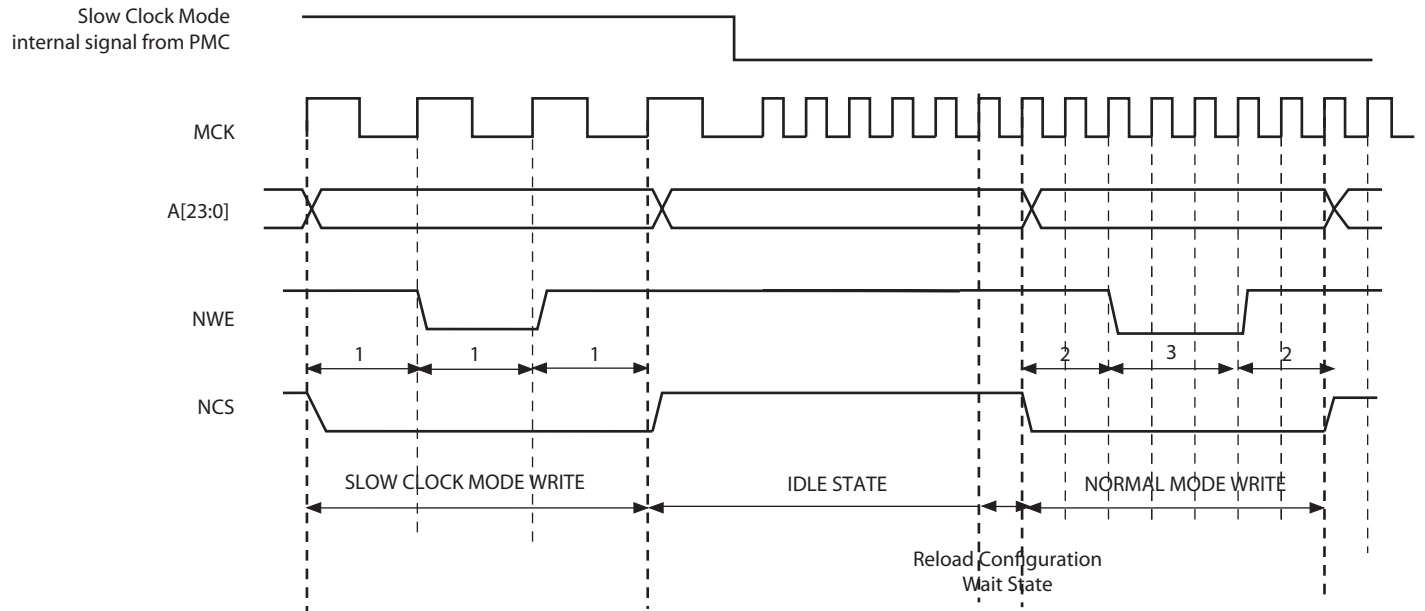 Slow Clock Mode
internal signal from PMC
MCK
A[23:0]
NWE
1 1 1 2 3 2
NCS
SLOW CLOCK MODE WRITE IDLE STATE NORMAL MODE WRITE
Reload Configuration
Wait State